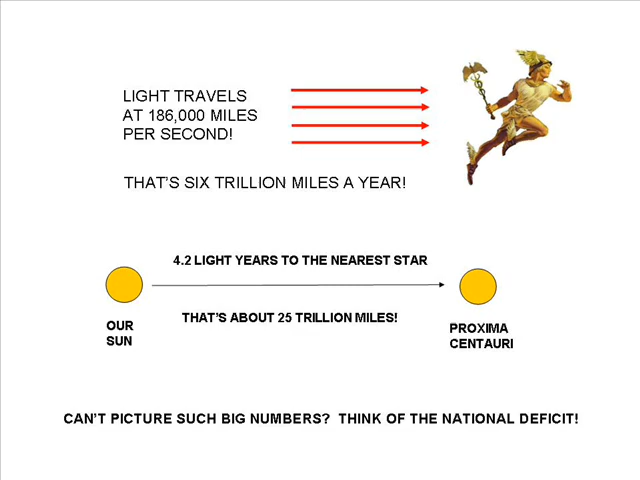 LIGHT TRAVELS
AT 186,000 MILES
PER SECOND!
THAT'S SIX TRILLION MILES A YEAR!
4.2 LIGHT YEARS TO THE NEAREST STAR
THAT'S ABOUT 25 TRILLION MILES!
OUR
SUN
PROXIMA
CENTAURI
CAN'T PICTURE SUCH BIG NUMBERS?  THINK OF THE NATIONAL DEFICIT!